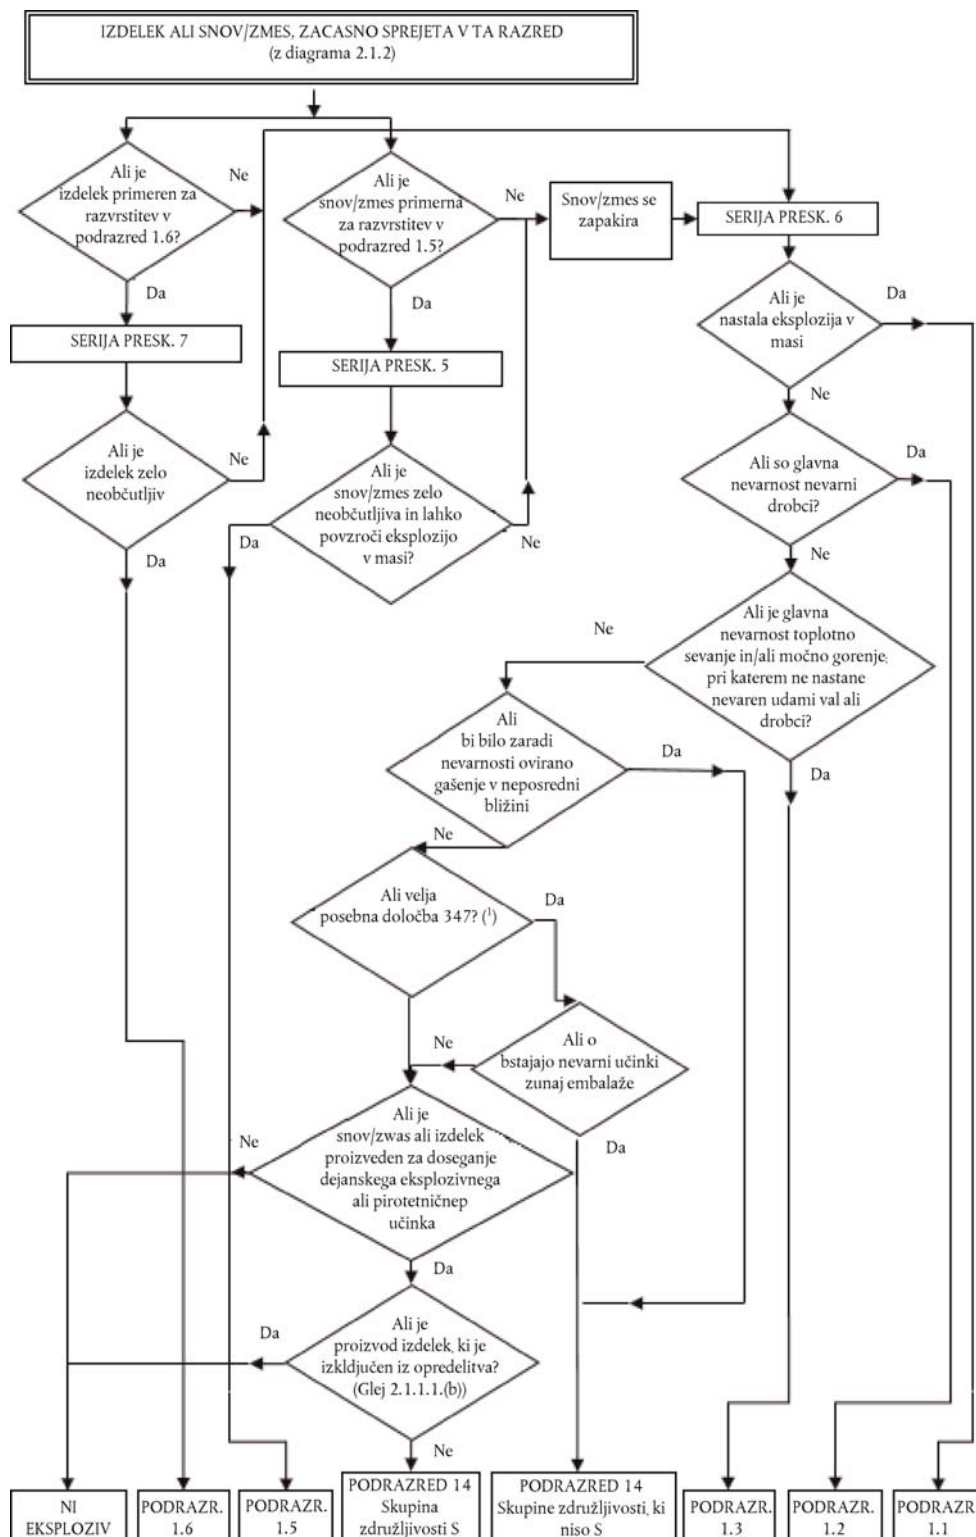 IZDELEK ALI SNOV/ZMES, ZACASNO SPREJETA V TA RAZRED
(z diagrama 2.1.2)
Ali je
izdelek primeren za
razvrstitev v
podrazred 1.6?
Ne
Da
Ali je
snov/zmes primerna
za razvrstitev v
podrazred 1.5?
Ne
Da
Snov/zmes se
zapakira
SERIJA PRESK. 6
Ali je
nastala eksplozija v
masi
Da
Ne
SERIJA PRESK. 7
SERIJA PRESK. 5
Ali je
izdelek zelo
neobčutljiv
Ne
Da
Ali je
snov/zmes zelo
neobčutljiva in lahko
povzroči eksplozijo
v masi?
Da
Ne
Ali so glavna
nevarnost nevarni
drobci?
Da
Ne
Ali je glavna
nevarnost toplotno
sevanje in/ali močno gorenje,
pri katerem ne nastane
nevaren udami val ali
drobci?
Ne
Da
Ali
bi bilo zaradi
nevarnosti ovirano
gašenje v neposredni
bližini
Da
Ne
Ali velja
posebna določba 347? (¹)
Da
Ali o
bstajajo nevarni učinki
zunaj embalaže
Ne
Da
Ali je
snov/zwas ali izdelek
proizveden za doseganje
dejanskega eksplozivnega
ali pirotetničnep
učinka
Ne
Da
Ali je
proizvod izdelek, ki je
izključen iz opredelitva?
(Glej 2.1.1.1.(b))
Da
Ne
NI
EKSPLOZIV
PODRAZR.
1.6
PODRAZR.
1.5
PODRAZRED 14
Skupina
združljivosti S
PODRAZRED 14
Skupine združljivosti, ki
niso S
PODRAZR.
1.3
PODRAZR.
1.2
PODRAZR.
1.1